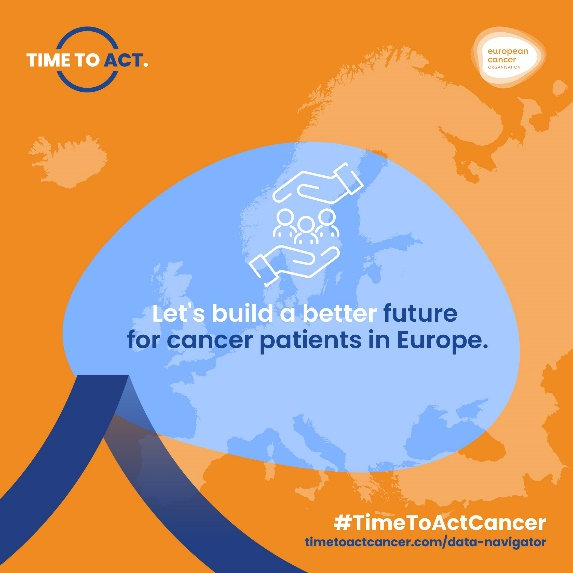 TIME TO ACT.
european
cancer
ORGANISATION
Let's build a better future
for cancer patients in Europe.
#TimeToActCancer
timetoactcancer.com/data-navigator